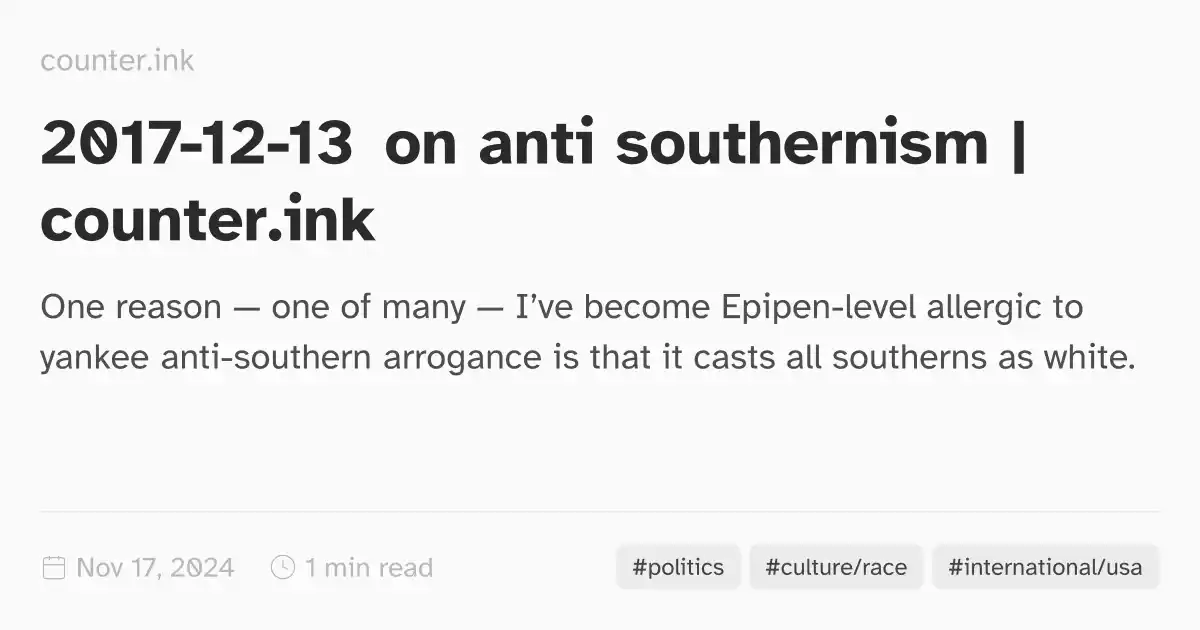 counter.ink
2017-12-13 on anti southernism |
counter.ink
One reason — one of many — I’ve become Epipen-level allergic to
yankee anti-southern arrogance is that it casts all southerns as white.
Nov 17, 2024 1 min read #politics #culture/race #international/usa